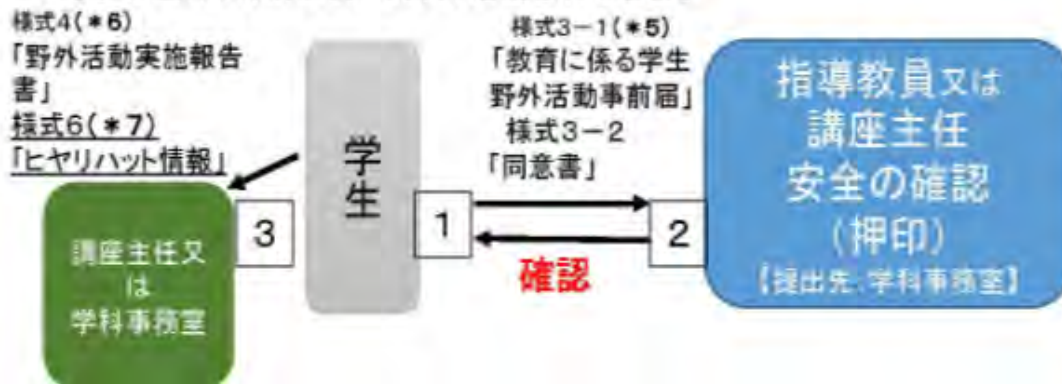 様式4(*6)
「野外活動実施報告
書」
様式6(*7)
「ヒヤリハット情報」
様式3-1(*5)
「教育に係る学生
野外活動事前届」
様式3-2
「同意書」
学生
1
2
3
確認
指導教員又は
講座主任
安全の確認
(押印)
【提出先:学科事務室】
講座主任又
は
学科事務室